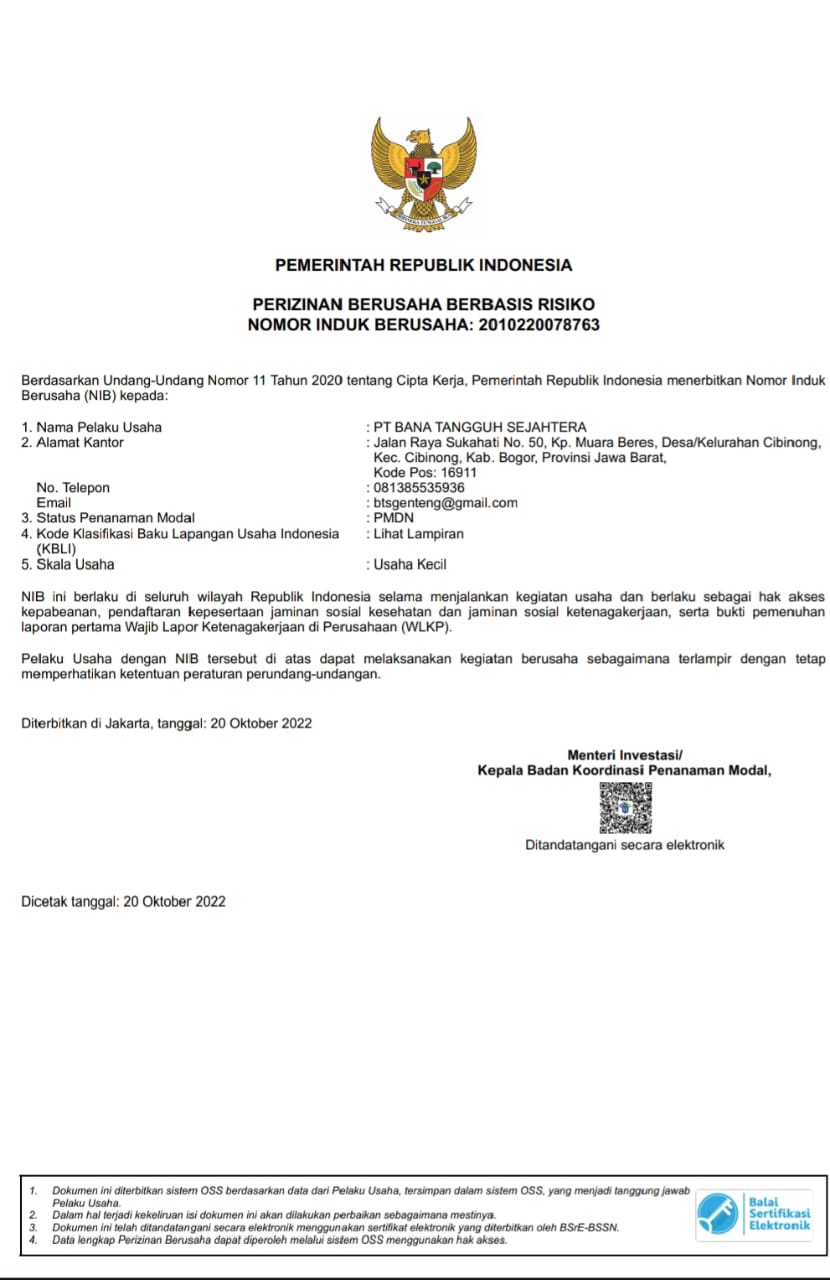 PEMERINTAH REPUBLIK INDONESIA
PERIZINAN BERUSAHA BERBASIS RISIKO
NOMOR INDUK BERUSAHA: 2010220078763
Berdasarkan Undang-Undang Nomor 11 Tahun 2020 tentang Cipta Kerja, Pemerintah Republik Indonesia menerbitkan Nomor Induk
Berusaha (NIB) kepada:
1. Nama Pelaku Usaha : PT BANA TANGGUH SEJAHTERA
2. Alamat Kantor : Jalan Raya Sukahati No. 50, Kp. Muara Beres, Desa/Kelurahan Cibinong,
Kec. Cibinong, Kab. Bogor, Provinsi Jawa Barat,
Kode Pos: 16911
No. Telepon : 081385535936
Email : btsgenteng@gmail.com
3. Status Penanaman Modal : PMDN
4. Kode Klasifikasi Baku Lapangan Usaha Indonesia : Lihat Lampiran
(KBLI)
5. Skala Usaha : Usaha Kecil
NIB ini berlaku di seluruh wilayah Republik Indonesia selama menjalankan kegiatan usaha dan berlaku sebagai hak akses
kepabeanan, pendaftaran kepesertaan jaminan sosial kesehatan dan jaminan sosial ketenagakerjaan, serta bukti pemenuhan
laporan pertama Wajib Lapor Ketenagakerjaan di Perusahaan (WLKP).
Pelaku Usaha dengan NIB tersebut di atas dapat melaksanakan kegiatan berusaha sebagaimana terlampir dengan tetap
memperhatikan ketentuan peraturan perundang-undangan.
Diterbitkan di Jakarta, tanggal: 20 Oktober 2022
Menteri Investasi/
Kepala Badan Koordinasi Penanaman Modal,
Ditandatangani secara elektronik
Dicetak tanggal: 20 Oktober 2022
1. Dokumen ini diterbitkan sistem OSS berdasarkan data dari Pelaku Usaha, tersimpan dalam sistem OSS, yang menjadi tanggung jawab
Pelaku Usaha.
2. Dalam hal terjadi kekeliruan isi dokumen ini akan dilakukan perbaikan sebagaimana mestinya.
3. Dokumen ini telah ditandatangani secara elektronik menggunakan sertifikat elektronik yang diterbitkan oleh BSrE-BSSN.
4. Data lengkap Perizinan Berusaha dapat diperoleh melalui sistem OSS menggunakan hak akses.
Balai
Sertifikasi
Elektronik